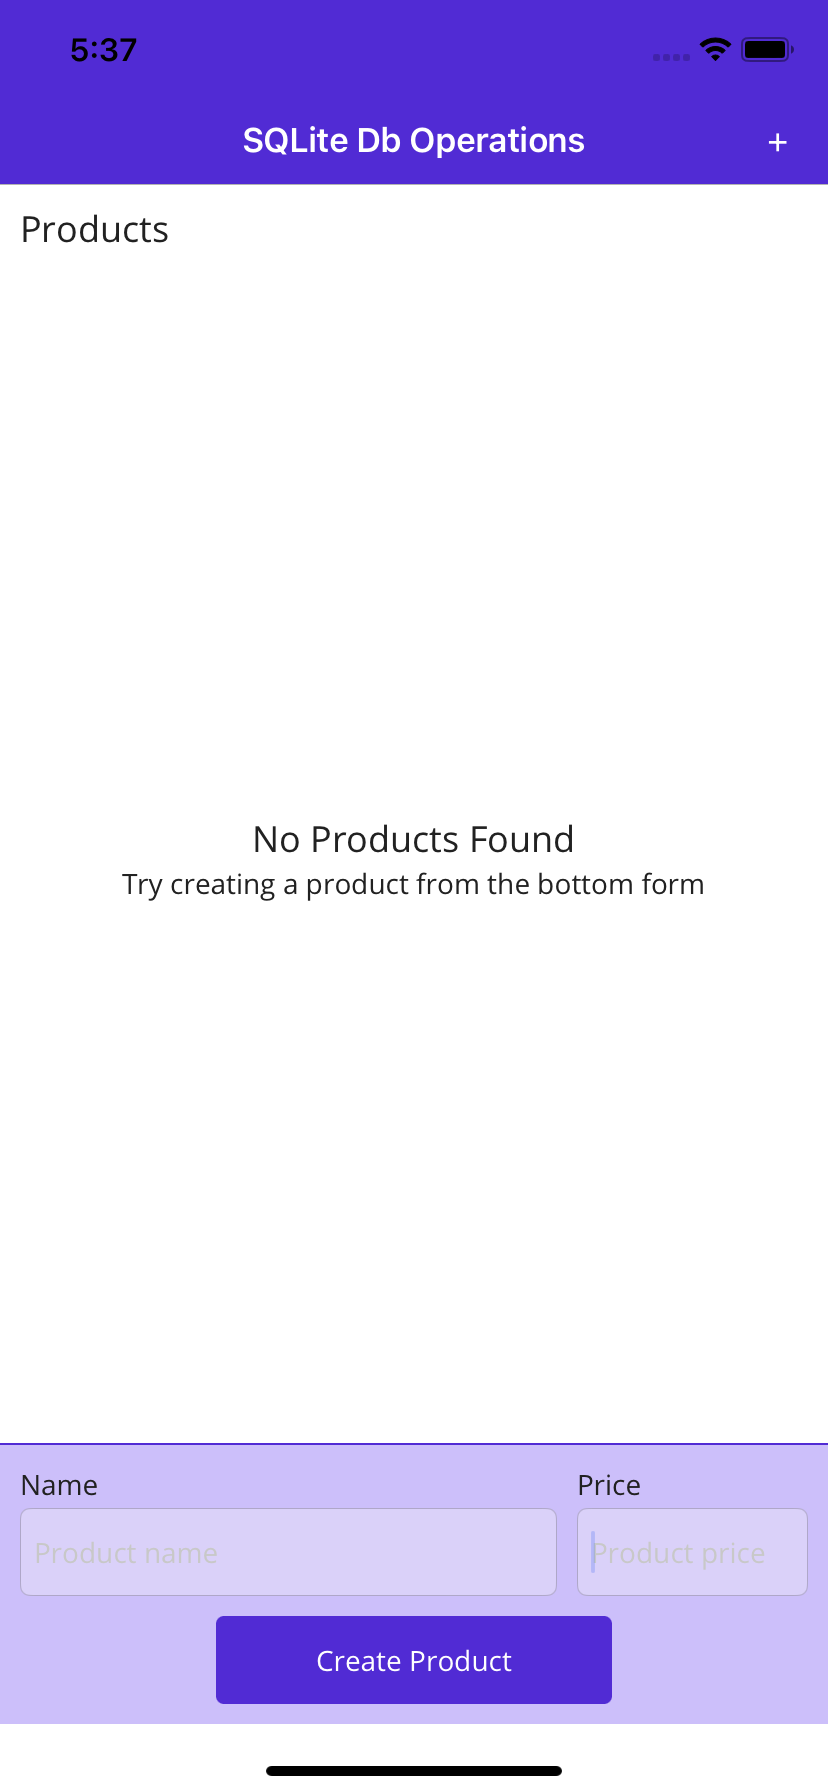 5:37
SQLite Db Operations +
Products
No Products Found
Try creating a product from the bottom form
Name Price
Product name Product price
Create Product